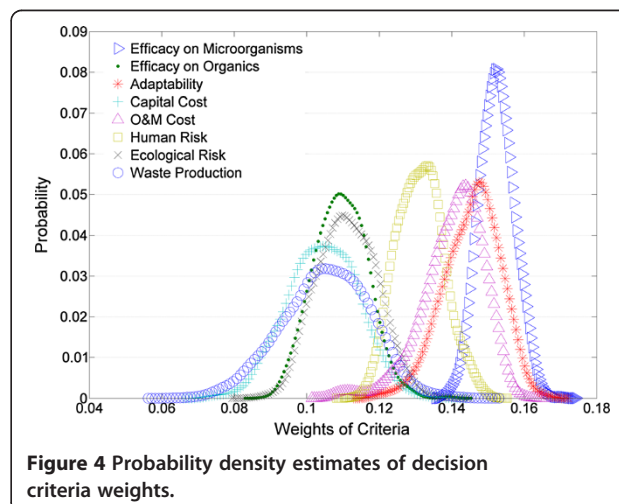 0.09
0.08
0.07
0.06
0.05
0.04
0.03
0.02
0.01
0
Probability
Efficacy on Microorganisms
Efficacy on Organics
Adaptability
Capital Cost
O&M Cost
Human Risk
Ecological Risk
Waste Production
0.04 0.06 0.08 0.1 0.12 0.14 0.16 0.18
Weights of Criteria
Figure 4 Probability density estimates of decision
criteria weights.